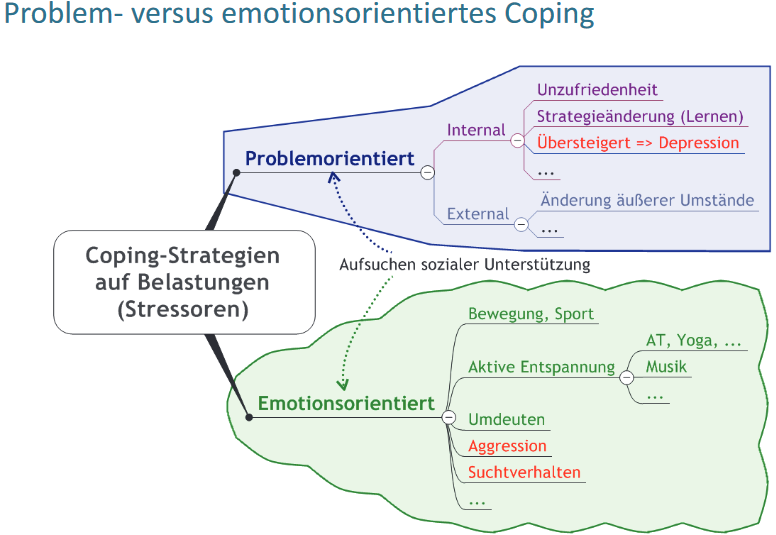 Problem- versus emotionsorientiertes Coping
Unzufriedenheit
Internal
Strategieänderung (Lernen)
Übersteigert => Depression
...
Problemorientiert
External
Änderung äußerer Umstände
...
Coping-Strategien
auf Belastungen
(Stressoren)
Aufsuchen sozialer Unterstützung
Emotionsorientiert
Bewegung, Sport
Aktive Entspannung
AT, Yoga, ...
Musik
...
Umdeuten
Aggression
Suchtverhalten
...